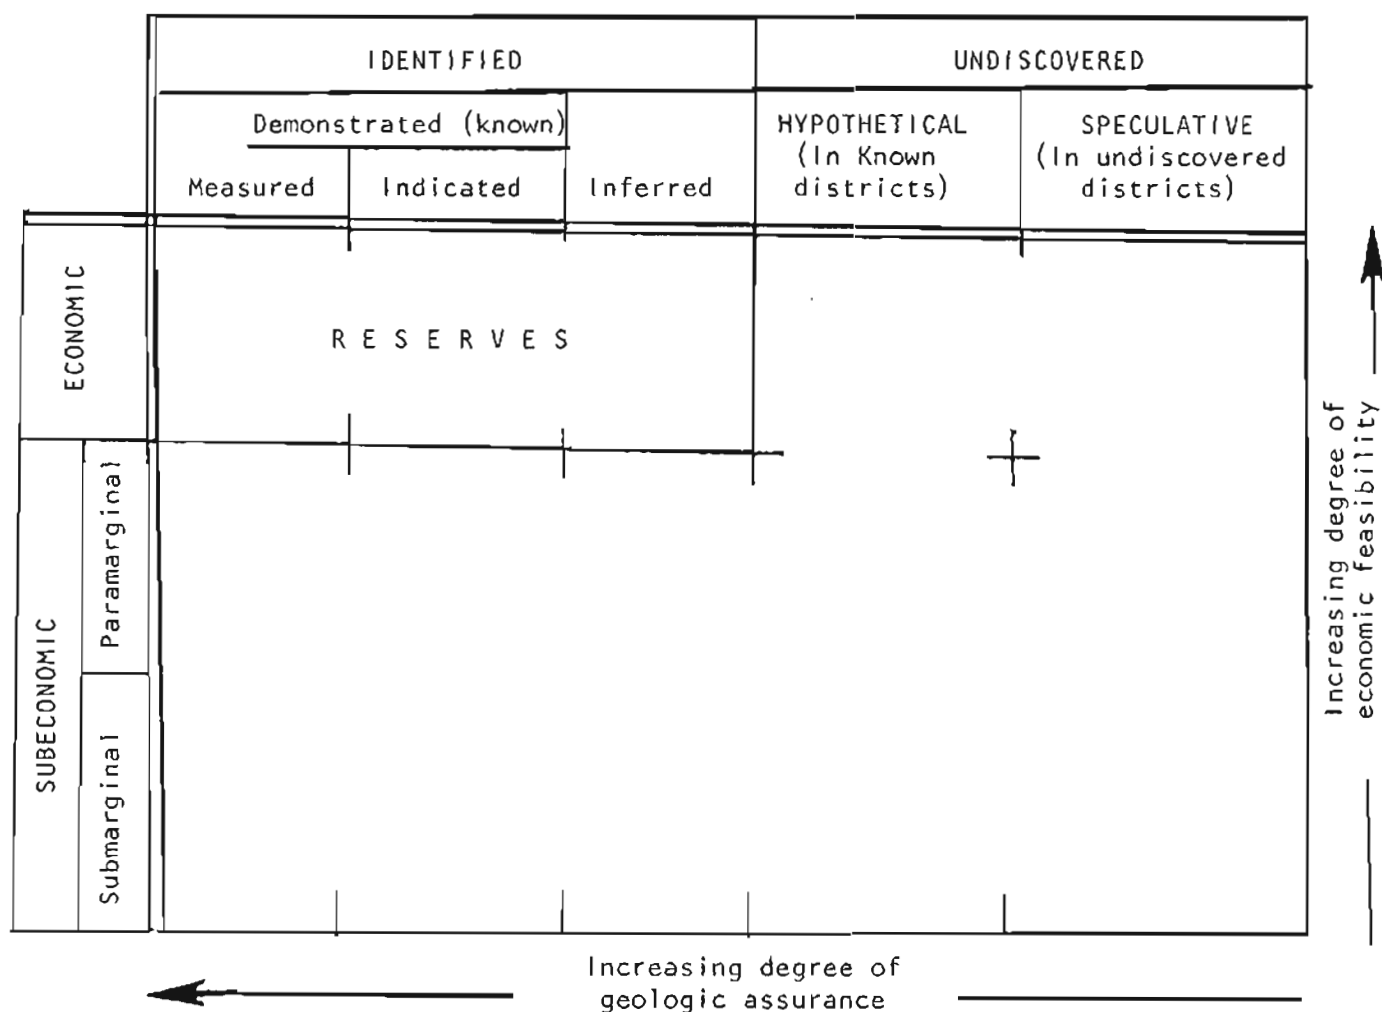 IDENTIFIED
UNDISCOVERED
Demonstrated (known)
Measured
Indicated
Inferred
HYPOTHETICAL
(In Known
districts)
SPECULATIVE
(In undiscovered
districts)
ECONOMIC
RESERVES
SUBECONOMIC
Paramarginal
Submarginal
Increasing degree of
economic feasibility
Increasing degree of
geologic assurance